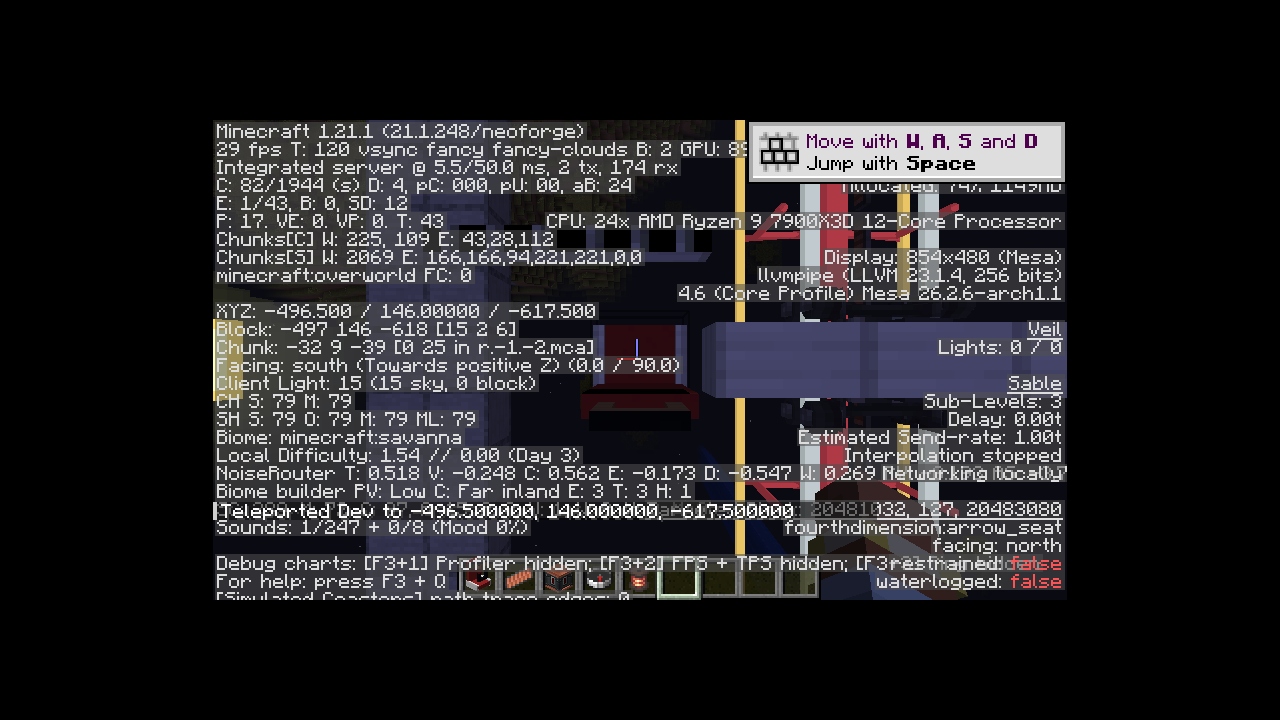 Minecraft 1.21.1 (21.1.248/neoforge)
29 fps T: 120 vsync fancy fancy-clouds B: 2 GPU:
Integrated server @ 5.5/50.0 ms, 2 tx, 174 rx
C: 82/1944 (s) D: 4, pC: 000, pU: 00, aB: 24
E: 1/43, B: 0, SD: 12
P: 17, VE: 0, VP: 0, T: 43
Chunks[C] W: 225, 109 E: 43,28,112
Chunks[S] W: 2069 E: 166,166,94,221,221,0,0
minecraft:overworld FC: 0
XYZ: -496.500 / 146.00000 / -617.500
Block: -497 146 -618 [15 2 6]
Chunk: -32 9 -39 [0 25 in r.-1.-2.mca]
Facing: south (Towards positive Z) (0.0 / 90.0)
Client Light: 15 (15 sky, 0 block)
CH S: 79 M: 79
SH S: 79 O: 79 M: 79 ML: 79
Biome: minecraft:savanna
Local Difficulty: 1.54 // 0.00 (Day 3)
NoiseRouter T: 0.518 V: -0.248 C: 0.562 E: -0.173 D: -0.547 W: 0.269
Biome builder PV: Low C: Far inland E: 3 T: 3 H: 1
Teleported Dev to -496.500000, 146.000000, -617.500000
Sounds: 1/247 + 0/8 (Mood 0%)
Debug charts: [F3+1] Profiler hidden; [F3+2] FPS + TPS hidden;
For help: press F3 + Q
[Simulated Creators] path trace edges: 0
Move with W, A, S and D
Jump with Space
CPU: 24x AMD Ryzen 9 7900X3D 12-Core Processor
Display: 854x480 (Mesa)
llvmpipe (LLVM 23.1.4, 256 bits)
4.6 (Core Profile) Mesa 26.2.6-arch1.1
Veil
Lights: 0 / 0
Sable
Sub-Levels: 3
Delay: 0.00t
Estimated Send-rate: 1.00t
Interpolation stopped
Networking locally
20481032, 127, 20483080
fourthdimension:arrow_seat
facing: north
restrained: false
waterlogged: false